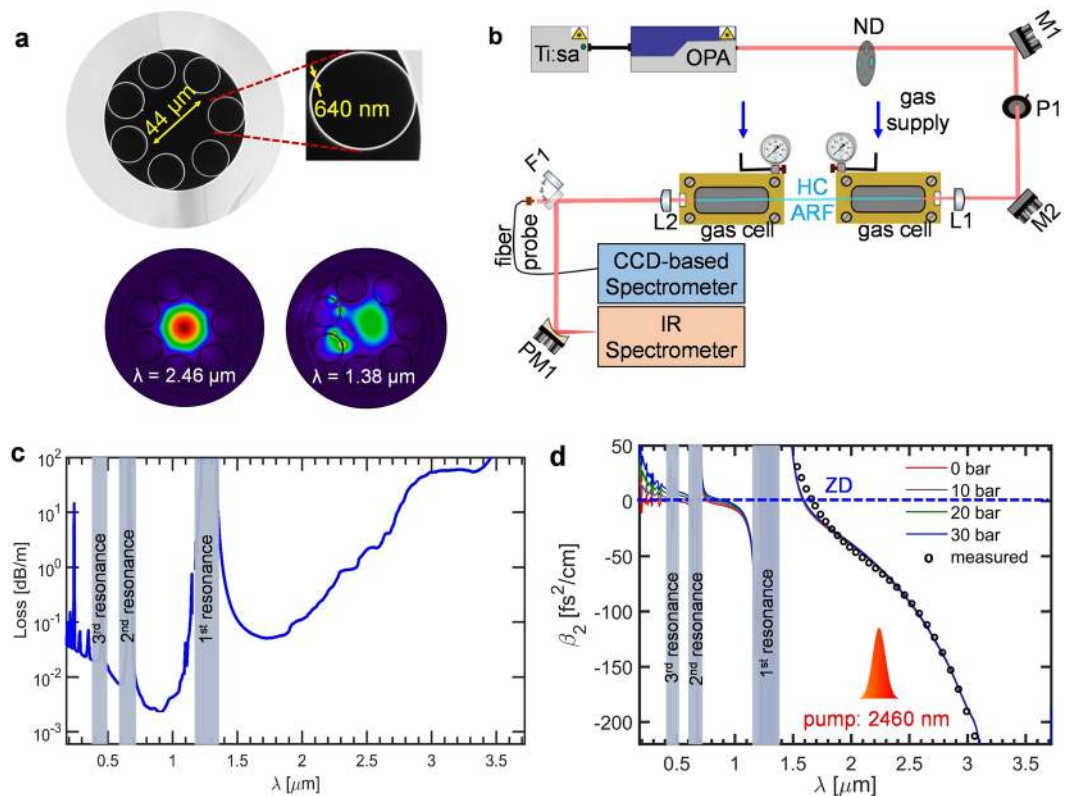 a
44 μm
640 nm
λ = 2.46 μm
λ = 1.38 μm
b
Ti:sa
OPA
ND
M1
P1
M2
gas
supply
F1
L2
HC
ARF
L1
gas cell
gas cell
fiber
probe
CCD-based
Spectrometer
IR
Spectrometer
PM1
c
Loss [dB/m]
10²
10¹
10⁰
10⁻¹
10⁻²
10⁻³
3rd resonance
2nd resonance
1st resonance
0.5
1
1.5
2
2.5
3
3.5
λ [μm]
d
β₂ [fs²/cm]
50
0
-50
-100
-150
-200
ZD
0 bar
10 bar
20 bar
30 bar
measured
3rd resonance
2nd resonance
1st resonance
pump: 2460 nm
0.5
1
1.5
2
2.5
3
3.5
λ [μm]